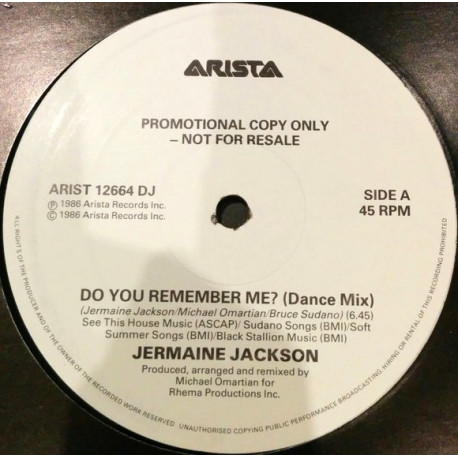 ARISTA
PROMOTIONAL COPY ONLY
– NOT FOR RESALE
ARIST 12664 DJ
Ⓟ 1986 Arista Records Inc.
© 1986 Arista Records Inc.
SIDE A
45 RPM
DO YOU REMEMBER ME? (Dance Mix)
(Jermaine Jackson/Michael Omartian/Bruce Sudano) (6.45)
See This House Music (ASCAP)/ Sudano Songs (BMI)/Soft
Summer Songs (BMI)/Black Stallion Music (BMI)
JERMAINE JACKSON
Produced, arranged and remixed by
Michael Omartian for
Rhema Productions Inc.
ALL RIGHTS OF THE PRODUCER AND OF THE OWNER OF THE RECORDED WORK RESERVED UNAUTHORISED COPYING PUBLIC PERFORMANCE BROADCASTING HIRING OR RENTAL OF THIS RECORDING PROHIBITED